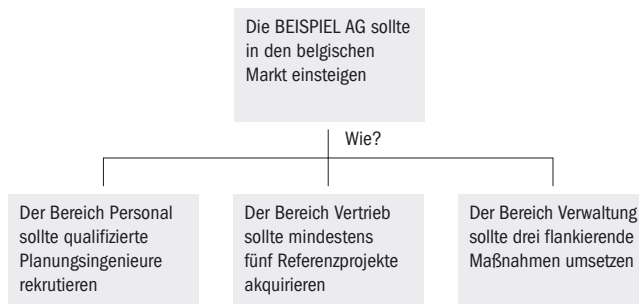 Die BEISPIEL AG sollte
in den belgischen
Markt einsteigen
Wie?
Der Bereich Personal
sollte qualifizierte
Planungsingenieure
rekrutieren
Der Bereich Vertrieb
sollte mindestens
fünf Referenzprojekte
akquirieren
Der Bereich Verwaltung
sollte drei flankierende
Maßnahmen umsetzen